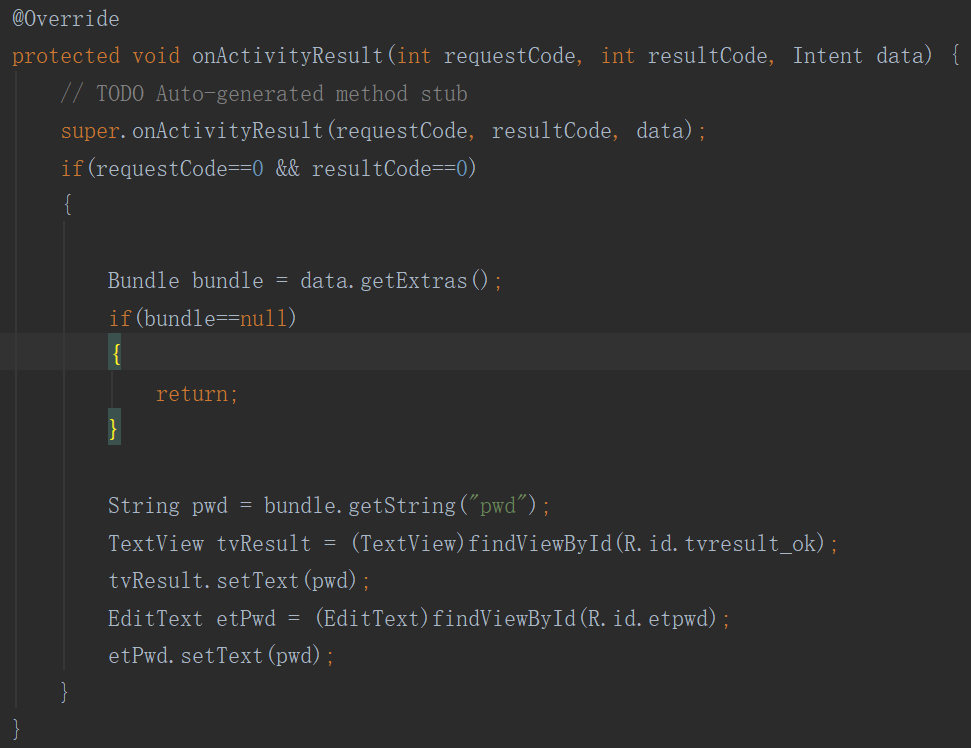 @Override
protected void onActivityResult(int requestCode, int resultCode, Intent data) {
// TODO Auto-generated method stub
super.onActivityResult(requestCode, resultCode, data);
if(requestCode==0 && resultCode==0)
{
Bundle bundle = data.getExtras();
if(bundle==null)
{
return;
}
String pwd = bundle.getString("pwd");
TextView tvResult = (TextView)findViewById(R.id.tvresult_ok);
tvResult.setText(pwd);
EditText etPwd = (EditText)findViewById(R.id.etpwd);
etPwd.setText(pwd);
}
}